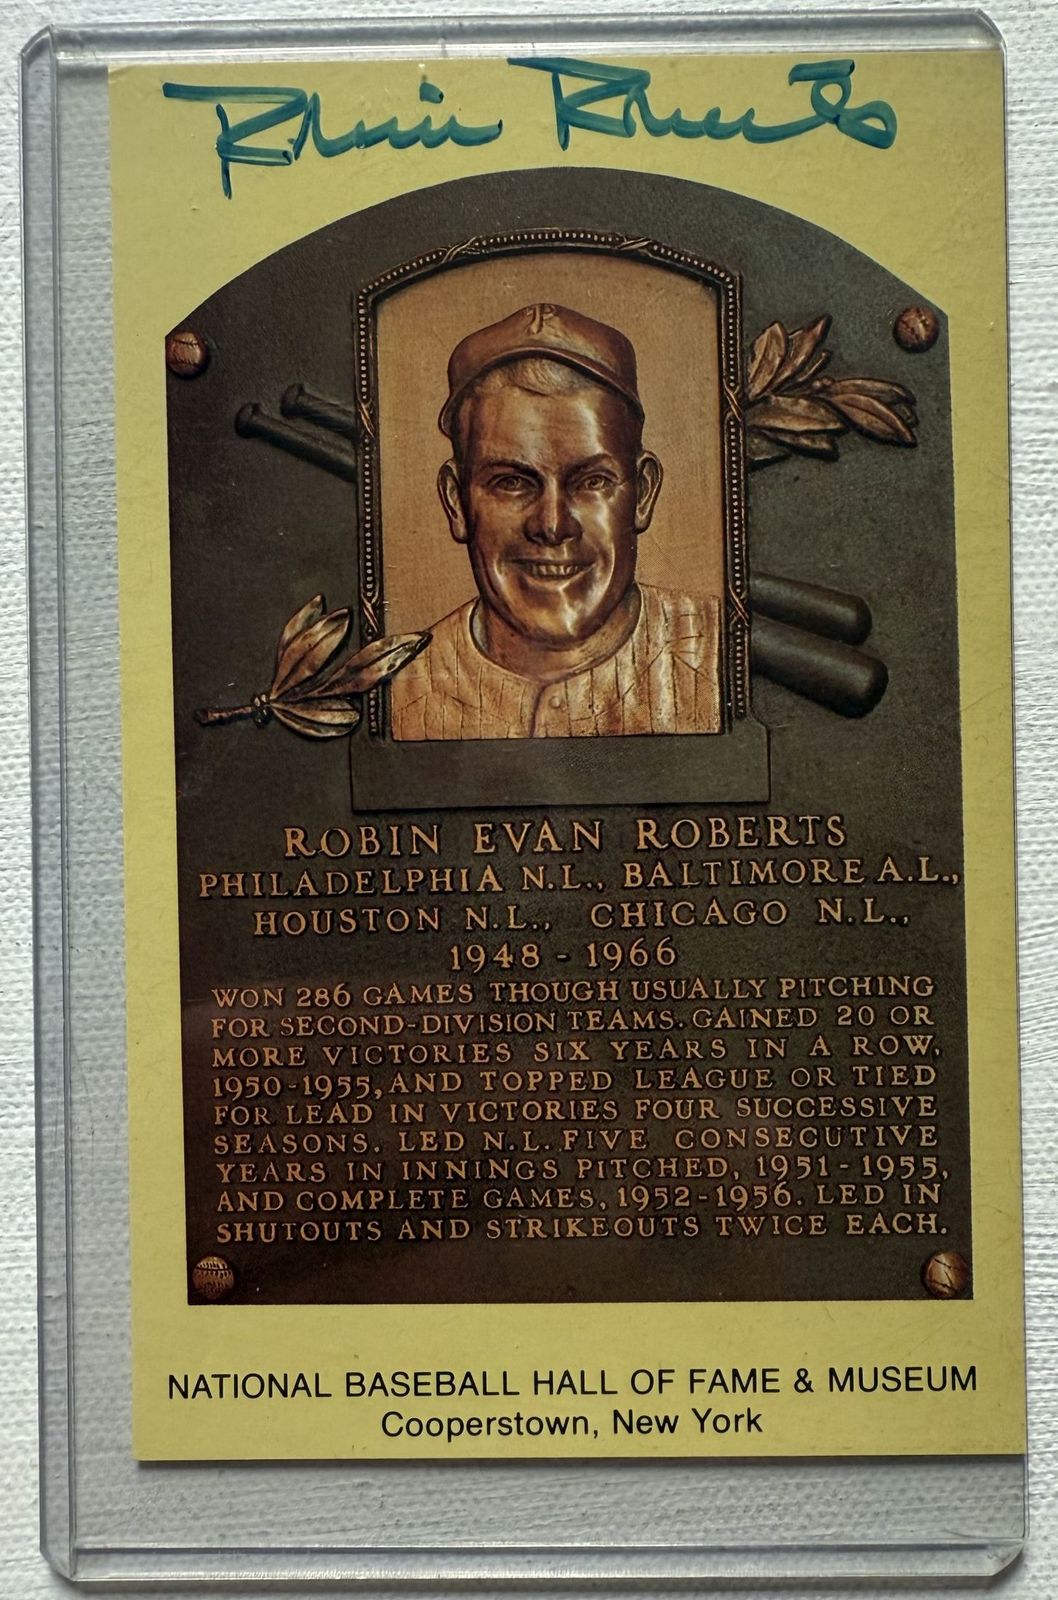 Robin Roberts
ROBIN EVAN ROBERTS
PHILADELPHIA N.L., BALTIMORE A.L.,
HOUSTON N.L., CHICAGO N.L.,
1948 - 1966
WON 286 GAMES THOUGH USUALLY PITCHING
FOR SECOND-DIVISION TEAMS. GAINED 20 OR
MORE VICTORIES SIX YEARS IN A ROW,
1950-1955, AND TOPPED LEAGUE OR TIED
FOR LEAD IN VICTORIES FOUR SUCCESSIVE
SEASONS. LED N.L. FIVE CONSECUTIVE
YEARS IN INNINGS PITCHED, 1951-1955,
AND COMPLETE GAMES, 1952-1956. LED IN
SHUTOUTS AND STRIKEOUTS TWICE EACH.
NATIONAL BASEBALL HALL OF FAME & MUSEUM
Cooperstown, New York